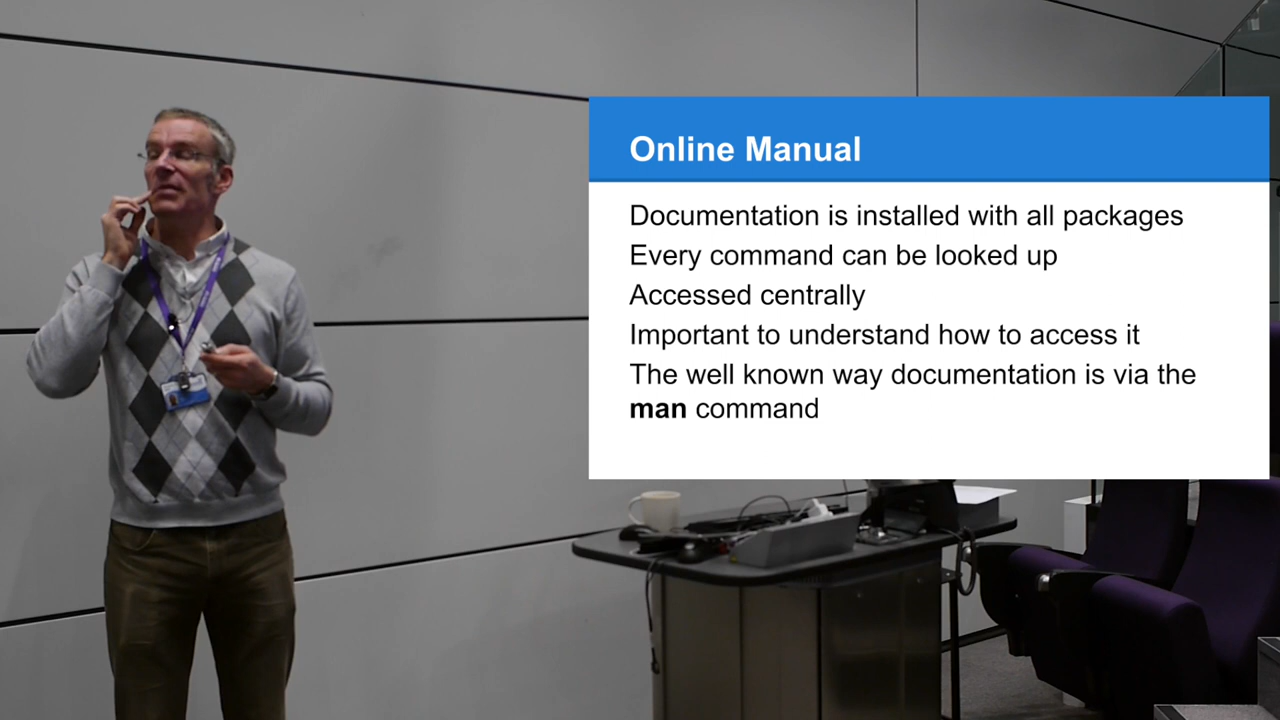 Online Manual
Documentation is installed with all packages
Every command can be looked up
Accessed centrally
Important to understand how to access it
The well known way documentation is via the
man command